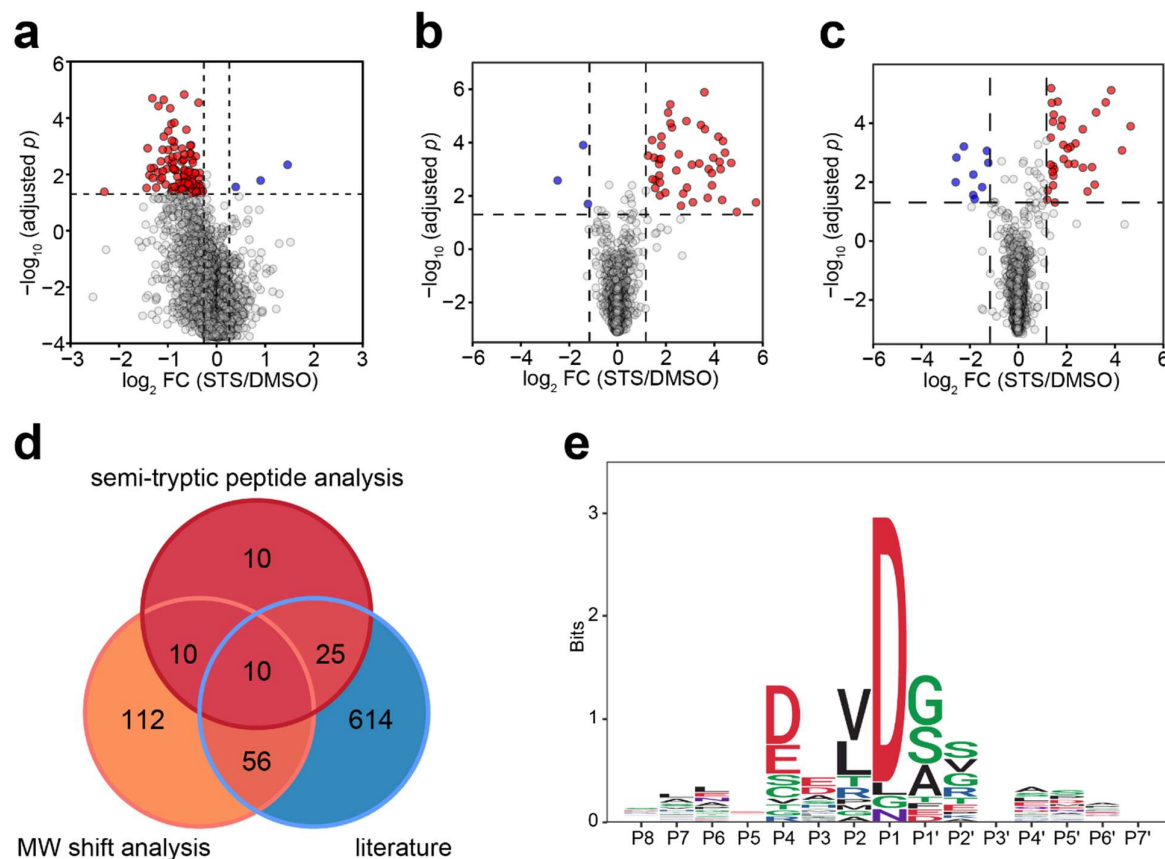 a
6
4
2
0
−2
−4
−log10 (adjusted p)
−3
−2
−1
0
1
2
3
log2 FC (STS/DMSO)
b
6
4
2
0
−2
−log10 (adjusted p)
−6
−4
−2
0
2
4
6
log2 FC (STS/DMSO)
c
6
4
2
0
−2
−log10 (adjusted p)
−6
−4
−2
0
2
4
6
log2 FC (STS/DMSO)
d
semi-tryptic peptide analysis
10
10
10
25
112
56
614
MW shift analysis
literature
e
3
2
1
0
Bits
D
E
S
C
V
L
T
D
L
G
N
G
S
A
S
V
G
R
T
P8 P7 P6 P5 P4 P3 P2 P1 P1' P2' P3' P4' P5' P6' P7'